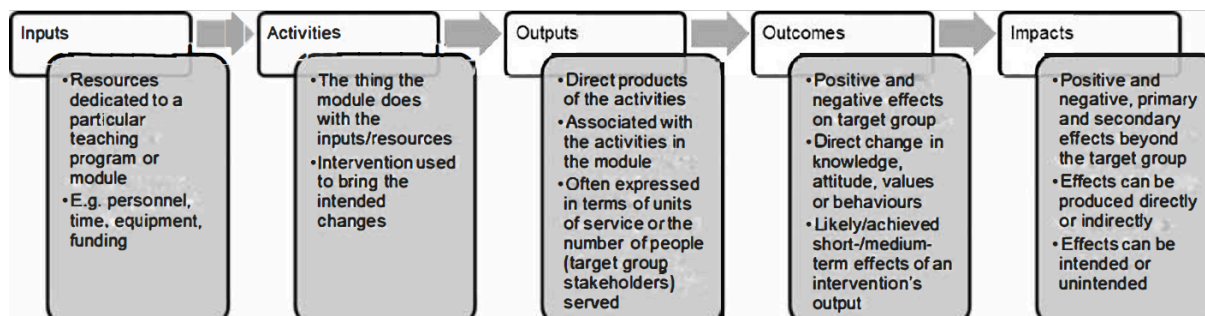 Inputs
•Resources
dedicated to a
particular
teaching
program or
module
•E.g. personnel,
time, equipment,
funding
Activities
•The thing the
module does
with the
inputs/resources
•Intervention used
to bring the
intended
changes
Outputs
•Direct products
of the activities
•Associated with
the activities in
the module
•Often expressed
in terms of units
of service or the
number of people
(target group
stakeholders)
served
Outcomes
•Positive and
negative effects
on target group
•Direct change in
knowledge,
attitude, values
or behaviours
•Likely/achieved
short-/medium-
term effects of an
intervention's
output
Impacts
•Positive and
negative, primary
and secondary
effects beyond
the target group
•Effects can be
produced directly
or indirectly
•Effects can be
intended or
unintended